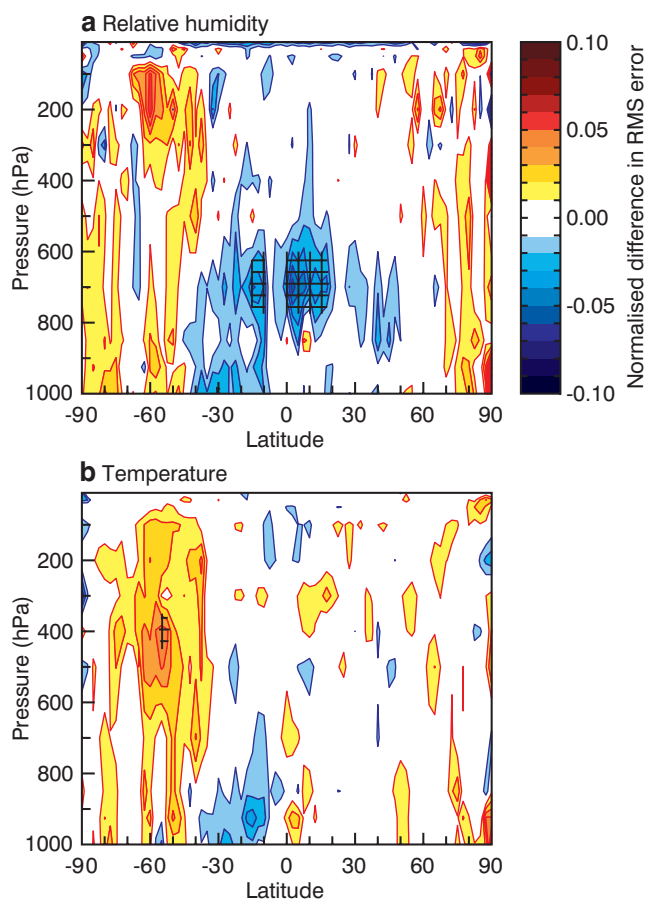 a Relative humidity
200
400
600
800
1000
Pressure (hPa)
-90 -60 -30 0 30 60 90
Latitude
0.10
0.05
0.00
-0.05
-0.10
Normalised difference in RMS error
b Temperature
200
400
600
800
1000
Pressure (hPa)
-90 -60 -30 0 30 60 90
Latitude